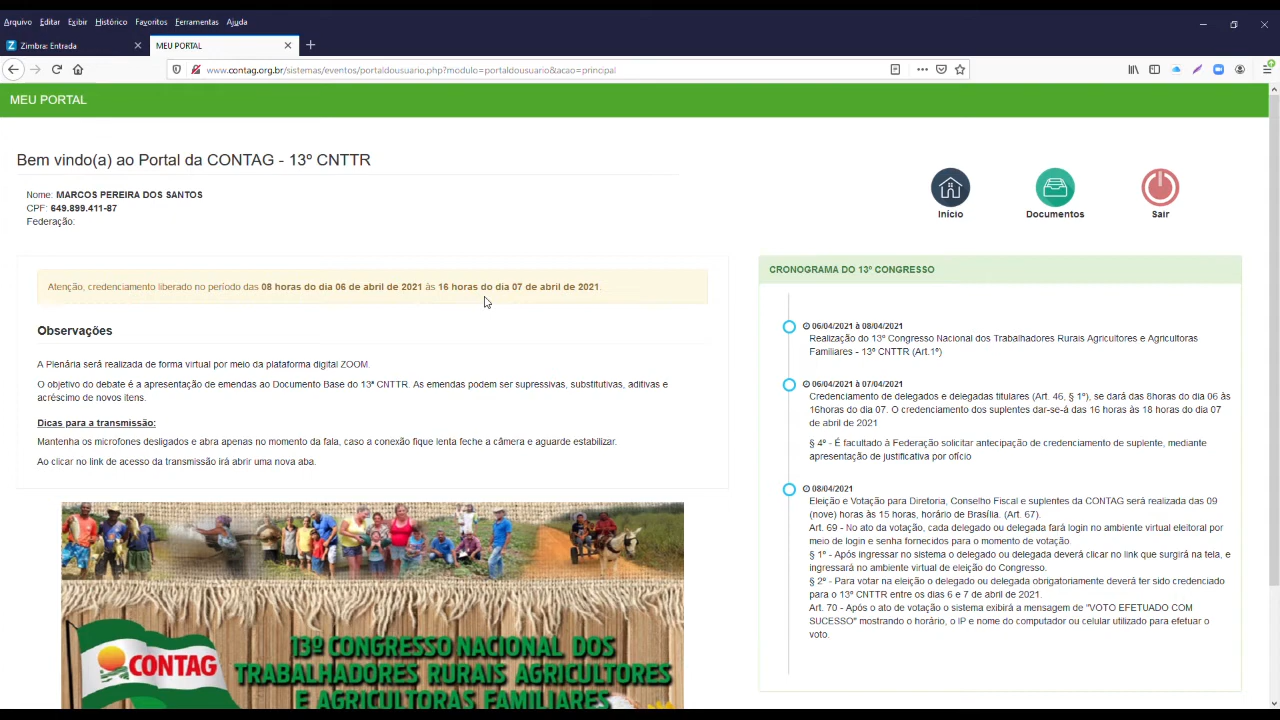 Arquivo Editar Exibir Histórico Favoritos Ferramentas Ajuda
Zimbra: Entrada
MEU PORTAL
www.contag.org.br/sistemas/eventos/portaldousuario.php?modulo=portaldousuario&acao=principal
MEU PORTAL
Bem vindo(a) ao Portal da CONTAG - 13º CNTTR
Nome: MARCOS PEREIRA DOS SANTOS
CPF: 649.899.411-87
Federação:
Início
Documentos
Sair
Atenção, credenciamento liberado no período das 08 horas do dia 06 de abril de 2021 às 16 horas do dia 07 de abril de 2021.
Observações
A Plenária será realizada de forma virtual por meio da plataforma digital ZOOM.
O objetivo do debate é a apresentação de emendas ao Documento Base do 13º CNTTR. As emendas podem ser supressivas, substitutivas, aditivas e
acréscimo de novos itens.
Dicas para a transmissão:
Mantenha os microfones desligados e abra apenas no momento da fala, caso a conexão fique lenta feche a câmera e aguarde estabilizar.
Ao clicar no link de acesso da transmissão irá abrir uma nova aba.
CONTAG
13º CONGRESSO NACIONAL DOS
TRABALHADORES RURAIS AGRICULTORES
E AGRICULTORAS FAMILIARES
CRONOGRAMA DO 13º CONGRESSO
06/04/2021 à 08/04/2021
Realização do 13º Congresso Nacional dos Trabalhadores Rurais Agricultores e Agricultoras
Familiares - 13º CNTTR (Art.1º)
06/04/2021 à 07/04/2021
Credenciamento de delegados e delegadas titulares (Art. 46, § 1º), se dará das 8horas do dia 06 às
16horas do dia 07. O credenciamento dos suplentes dar-se-á das 16 horas às 18 horas do dia 07
de abril de 2021
§ 4º - É facultado à Federação solicitar antecipação de credenciamento de suplente, mediante
apresentação de justificativa por ofício
08/04/2021
Eleição e Votação para Diretoria, Conselho Fiscal e suplentes da CONTAG será realizada das 09
(nove) horas às 15 horas, horário de Brasília. (Art. 67).
Art. 69 - No ato da votação, cada delegado ou delegada fará login no ambiente virtual eleitoral por
meio de login e senha fornecidos para o momento de votação.
§ 1º - Após ingressar no sistema o delegado ou delegada deverá clicar no link que surgirá na tela, e
ingressará no ambiente virtual de eleição do Congresso.
§ 2º - Para votar na eleição o delegado ou delegada obrigatoriamente deverá ter sido credenciado
para o 13º CNTTR entre os dias 6 e 7 de abril de 2021.
Art. 70 - Após o ato de votação o sistema exibirá a mensagem de "VOTO EFETUADO COM
SUCESSO" mostrando o horário, o IP e nome do computador ou celular utilizado para efetuar o
voto.